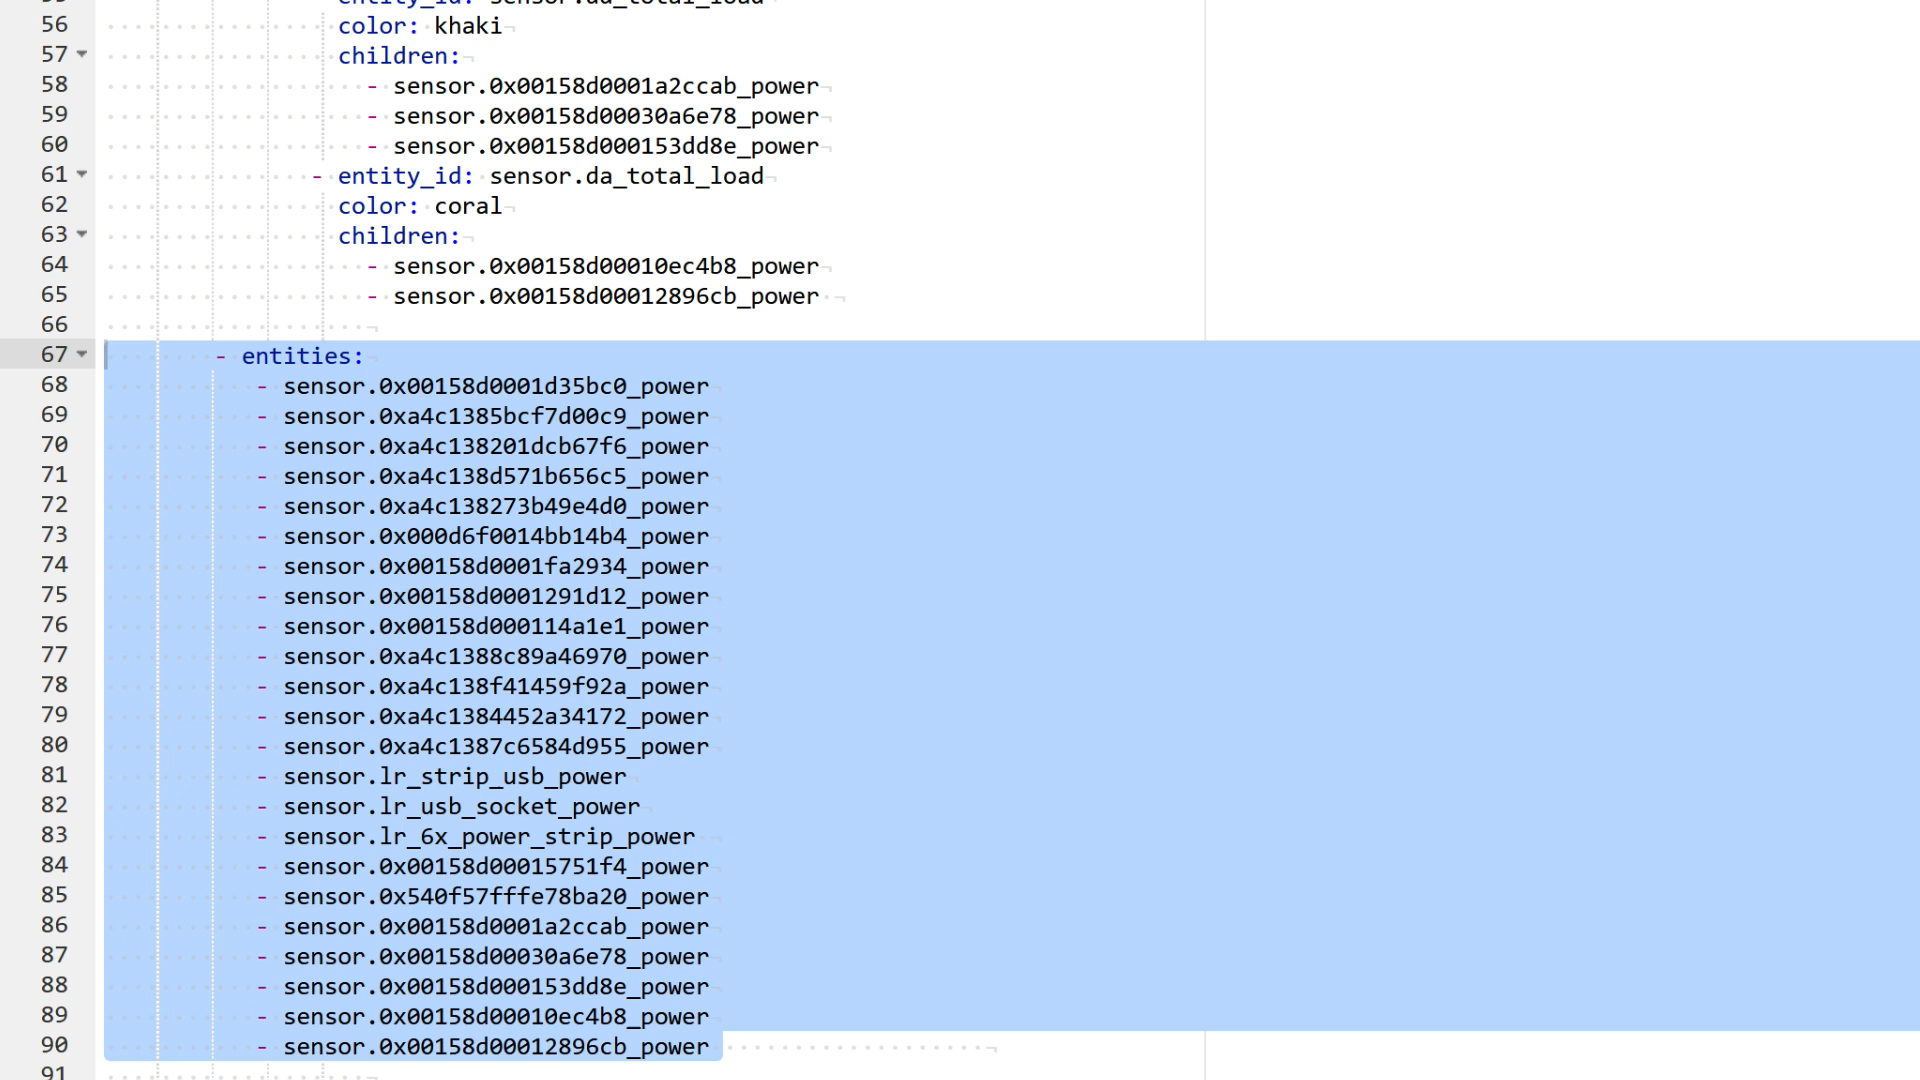 entity_id: sensor.da_total_load
56 color: khaki
57 children:
58 - sensor.0x00158d0001a2ccab_power
59 - sensor.0x00158d00030a6e78_power
60 - sensor.0x00158d000153dd8e_power
61 - entity_id: sensor.da_total_load
62 color: coral
63 children:
64 - sensor.0x00158d00010ec4b8_power
65 - sensor.0x00158d00012896cb_power
66
67 - entities:
68 - sensor.0x00158d0001d35bc0_power
69 - sensor.0xa4c1385bcf7d00c9_power
70 - sensor.0xa4c138201dcb67f6_power
71 - sensor.0xa4c138d571b656c5_power
72 - sensor.0xa4c138273b49e4d0_power
73 - sensor.0x000d6f0014bb14b4_power
74 - sensor.0x00158d0001fa2934_power
75 - sensor.0x00158d0001291d12_power
76 - sensor.0x00158d000114a1e1_power
77 - sensor.0xa4c1388c89a46970_power
78 - sensor.0xa4c138f41459f92a_power
79 - sensor.0xa4c1384452a34172_power
80 - sensor.0xa4c1387c6584d955_power
81 - sensor.lr_strip_usb_power
82 - sensor.lr_usb_socket_power
83 - sensor.lr_6x_power_strip_power
84 - sensor.0x00158d00015751f4_power
85 - sensor.0x540f57fffe78ba20_power
86 - sensor.0x00158d0001a2ccab_power
87 - sensor.0x00158d00030a6e78_power
88 - sensor.0x00158d000153dd8e_power
89 - sensor.0x00158d00010ec4b8_power
90 - sensor.0x00158d00012896cb_power
91